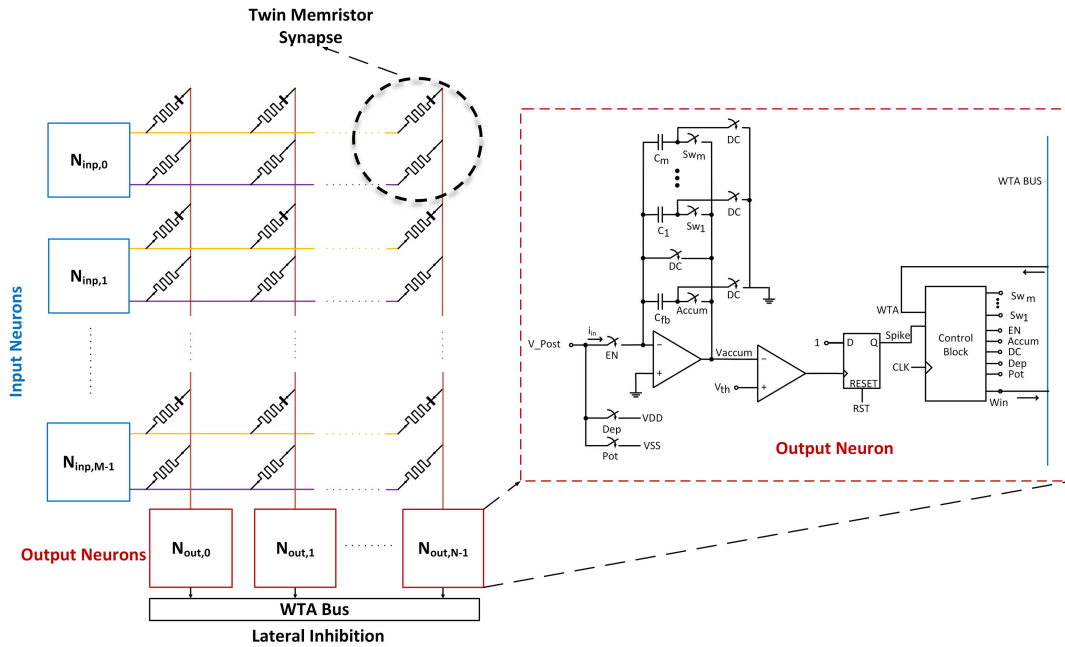 Twin Memristor
Synapse
Input Neurons
N_inp,0
N_inp,1
N_inp,M-1
Output Neurons
N_out,0
N_out,1
N_out,N-1
WTA Bus
Lateral Inhibition
C_m
Sw_m
DC
C_1
Sw_1
DC
DC
C_fb
Accum
DC
V_Post
i_in
EN
−
+
Vaccum
−
V_th
+
Dep
VDD
Pot
VSS
1
D
Q
RESET
RST
Spike
WTA
CLK
Control
Block
WTA BUS
Sw_m
Sw_1
EN
Accum
DC
Dep
Pot
Win
Output Neuron